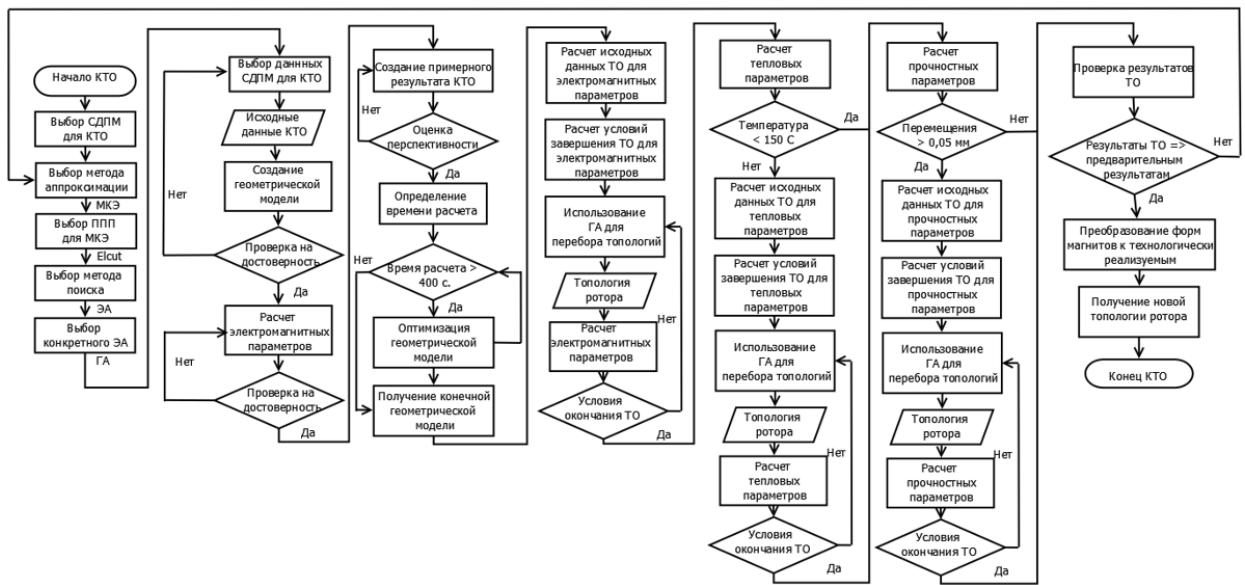 Начало КТО
Выбор СДПМ
для КТО
Выбор метода
аппроксимации
МКЭ
Выбор ППП
для МКЭ
Elcut
Выбор метода
поиска
ЭА
Выбор
конкретного ЭА
ГА
Выбор даннных
СДПМ для КТО
Исходные
данные КТО
Создание
геометрической
модели
Нет
Проверка на
достоверность
Да
Расчет
электромагнитных
параметров
Нет
Проверка на
достоверность
Да
Создание примерного
результата КТО
Нет
Оценка
перспективности
Да
Определение
времени расчета
Нет
Время расчета >
400 с.
Да
Оптимизация
геометрической
модели
Получение конечной
геометрической
модели
Расчет исходных
данных ТО для
электромагнитных
параметров
Расчет условий
завершения ТО для
электромагнитных
параметров
Использование
ГА для
перебора топологий
Топология
ротора
Нет
Расчет
электромагнитных
параметров
Условия
окончания ТО
Да
Расчет
тепловых
параметров
Да
Температура
< 150 С
Нет
Расчет исходных
данных ТО для
тепловых
параметров
Расчет условий
завершения ТО для
тепловых
параметров
Использование
ГА для
перебора топологий
Топология
ротора
Нет
Расчет
тепловых
параметров
Условия
окончания ТО
Да
Расчет
прочностных
параметров
Нет
Перемещения
> 0,05 мм
Да
Расчет исходных
данных ТО для
прочностных
параметров
Расчет условий
завершения ТО для
прочностных
параметров
Использование
ГА для
перебора топологий
Топология
ротора
Нет
Расчет
прочностных
параметров
Условия
окончания ТО
Да
Проверка результатов
ТО
Нет
Результаты ТО =>
предварительным
результатам
Да
Преобразование форм
магнитов к технологически
реализуемым
Получение новой
топологии ротора
Конец КТО